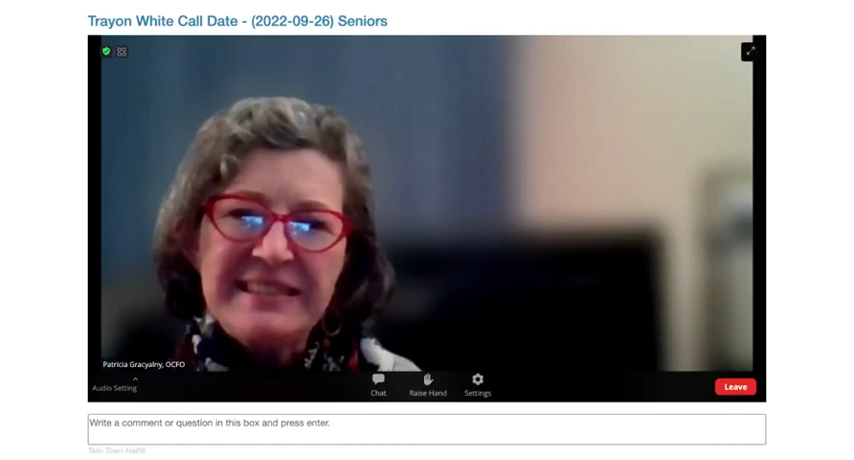 Trayon White Call Date - (2022-09-26) Seniors
Patricia Gracyalny, OCFO
Audio Setting
Chat
Raise Hand
Settings
Leave
Write a comment or question in this box and press enter.
Tele-Town Hall®